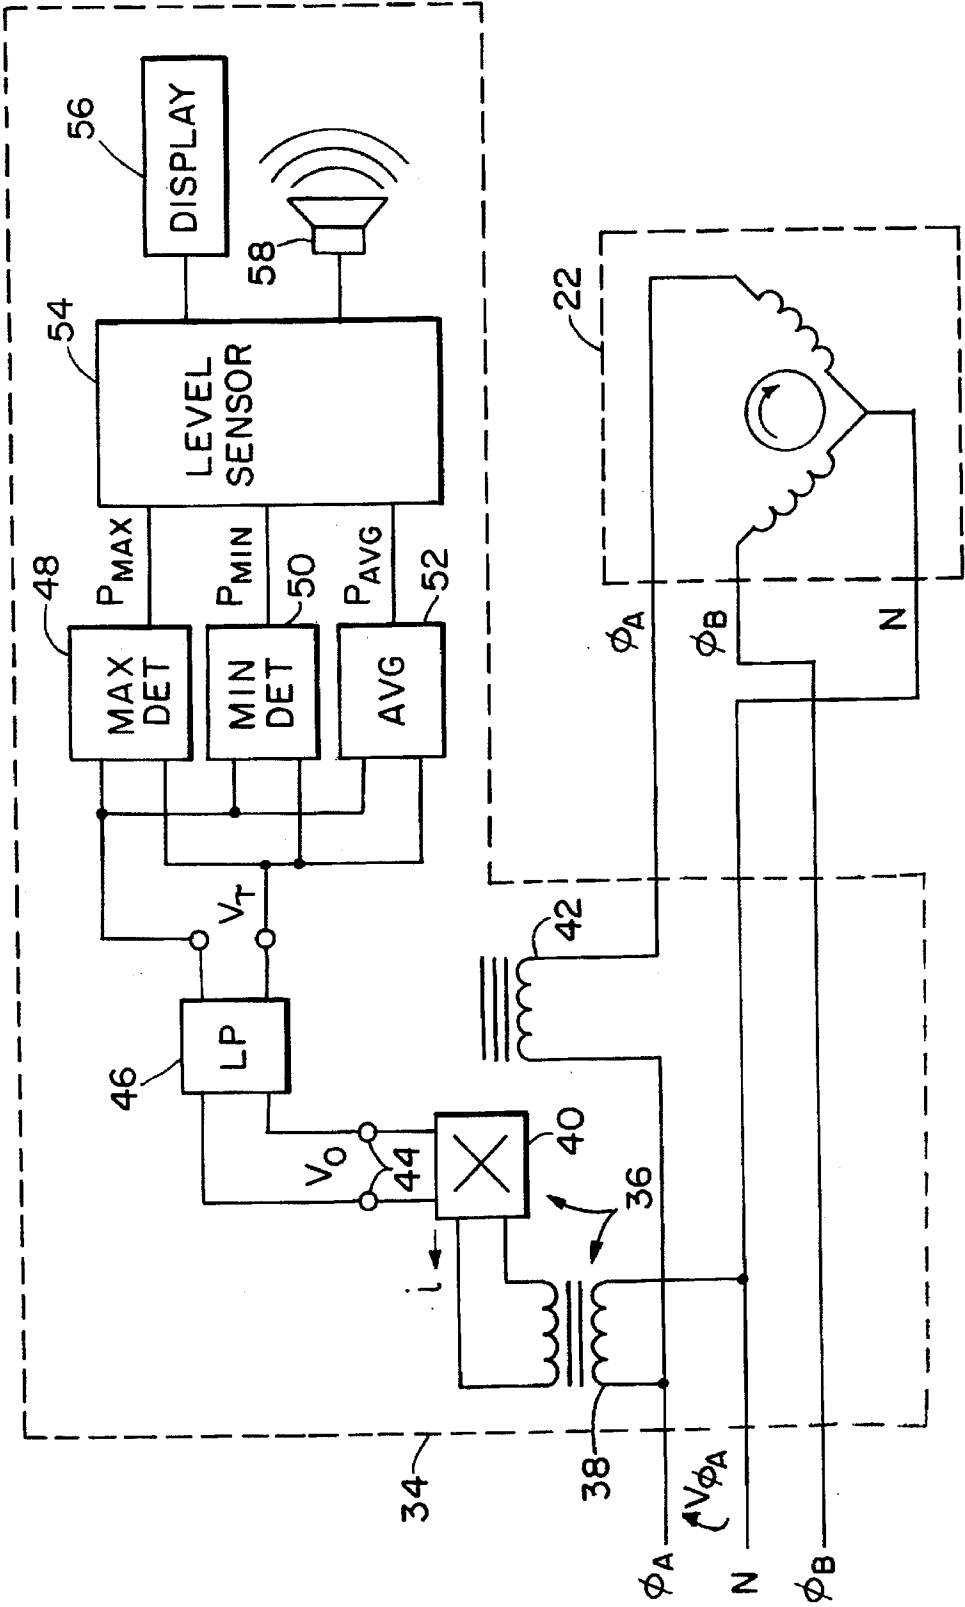 56
DISPLAY
58
54
LEVEL
SENSOR
PMAX
PMIN
PAVG
48
MAX
DET
50
MIN
DET
52
AVG
VT
46
LP
VO
44
40
i
36
38
42
34
22
ϕA
ϕB
N
VϕA
ϕA
N
ϕB